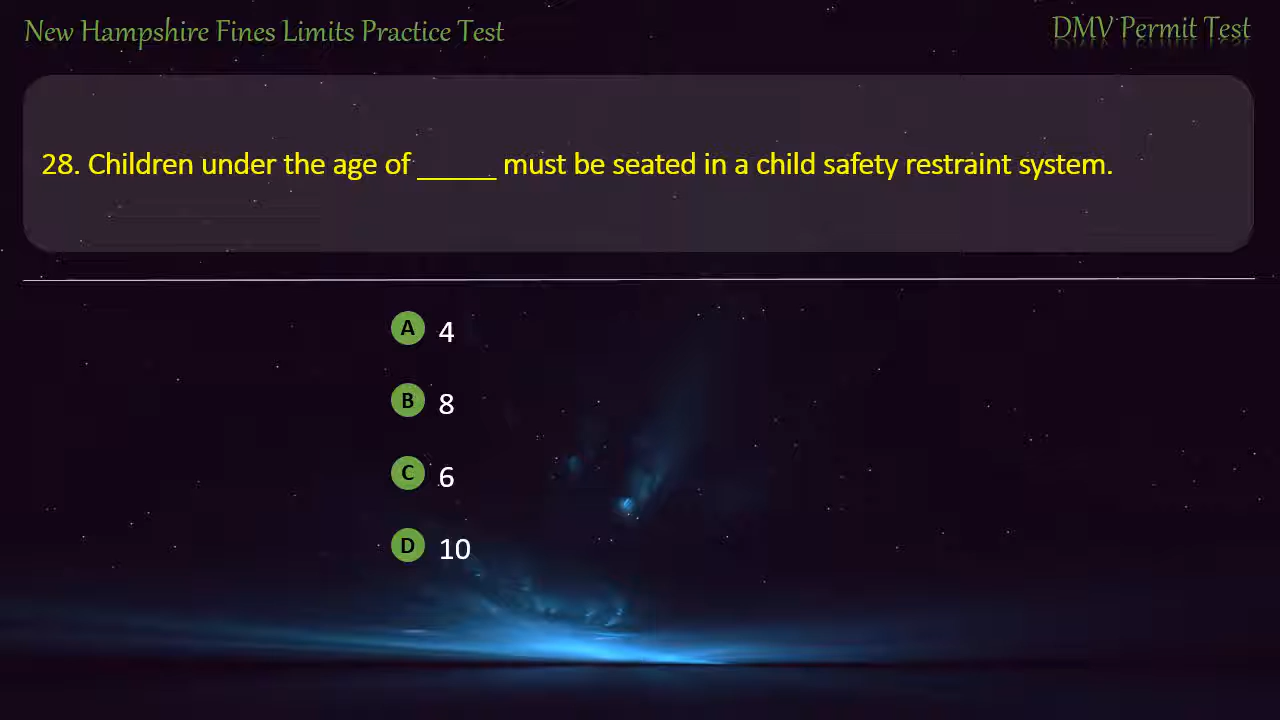 New Hampshire Fines Limits Practice Test
DMV Permit Test
28. Children under the age of _____ must be seated in a child safety restraint system.
A 4
B 8
C 6
D 10